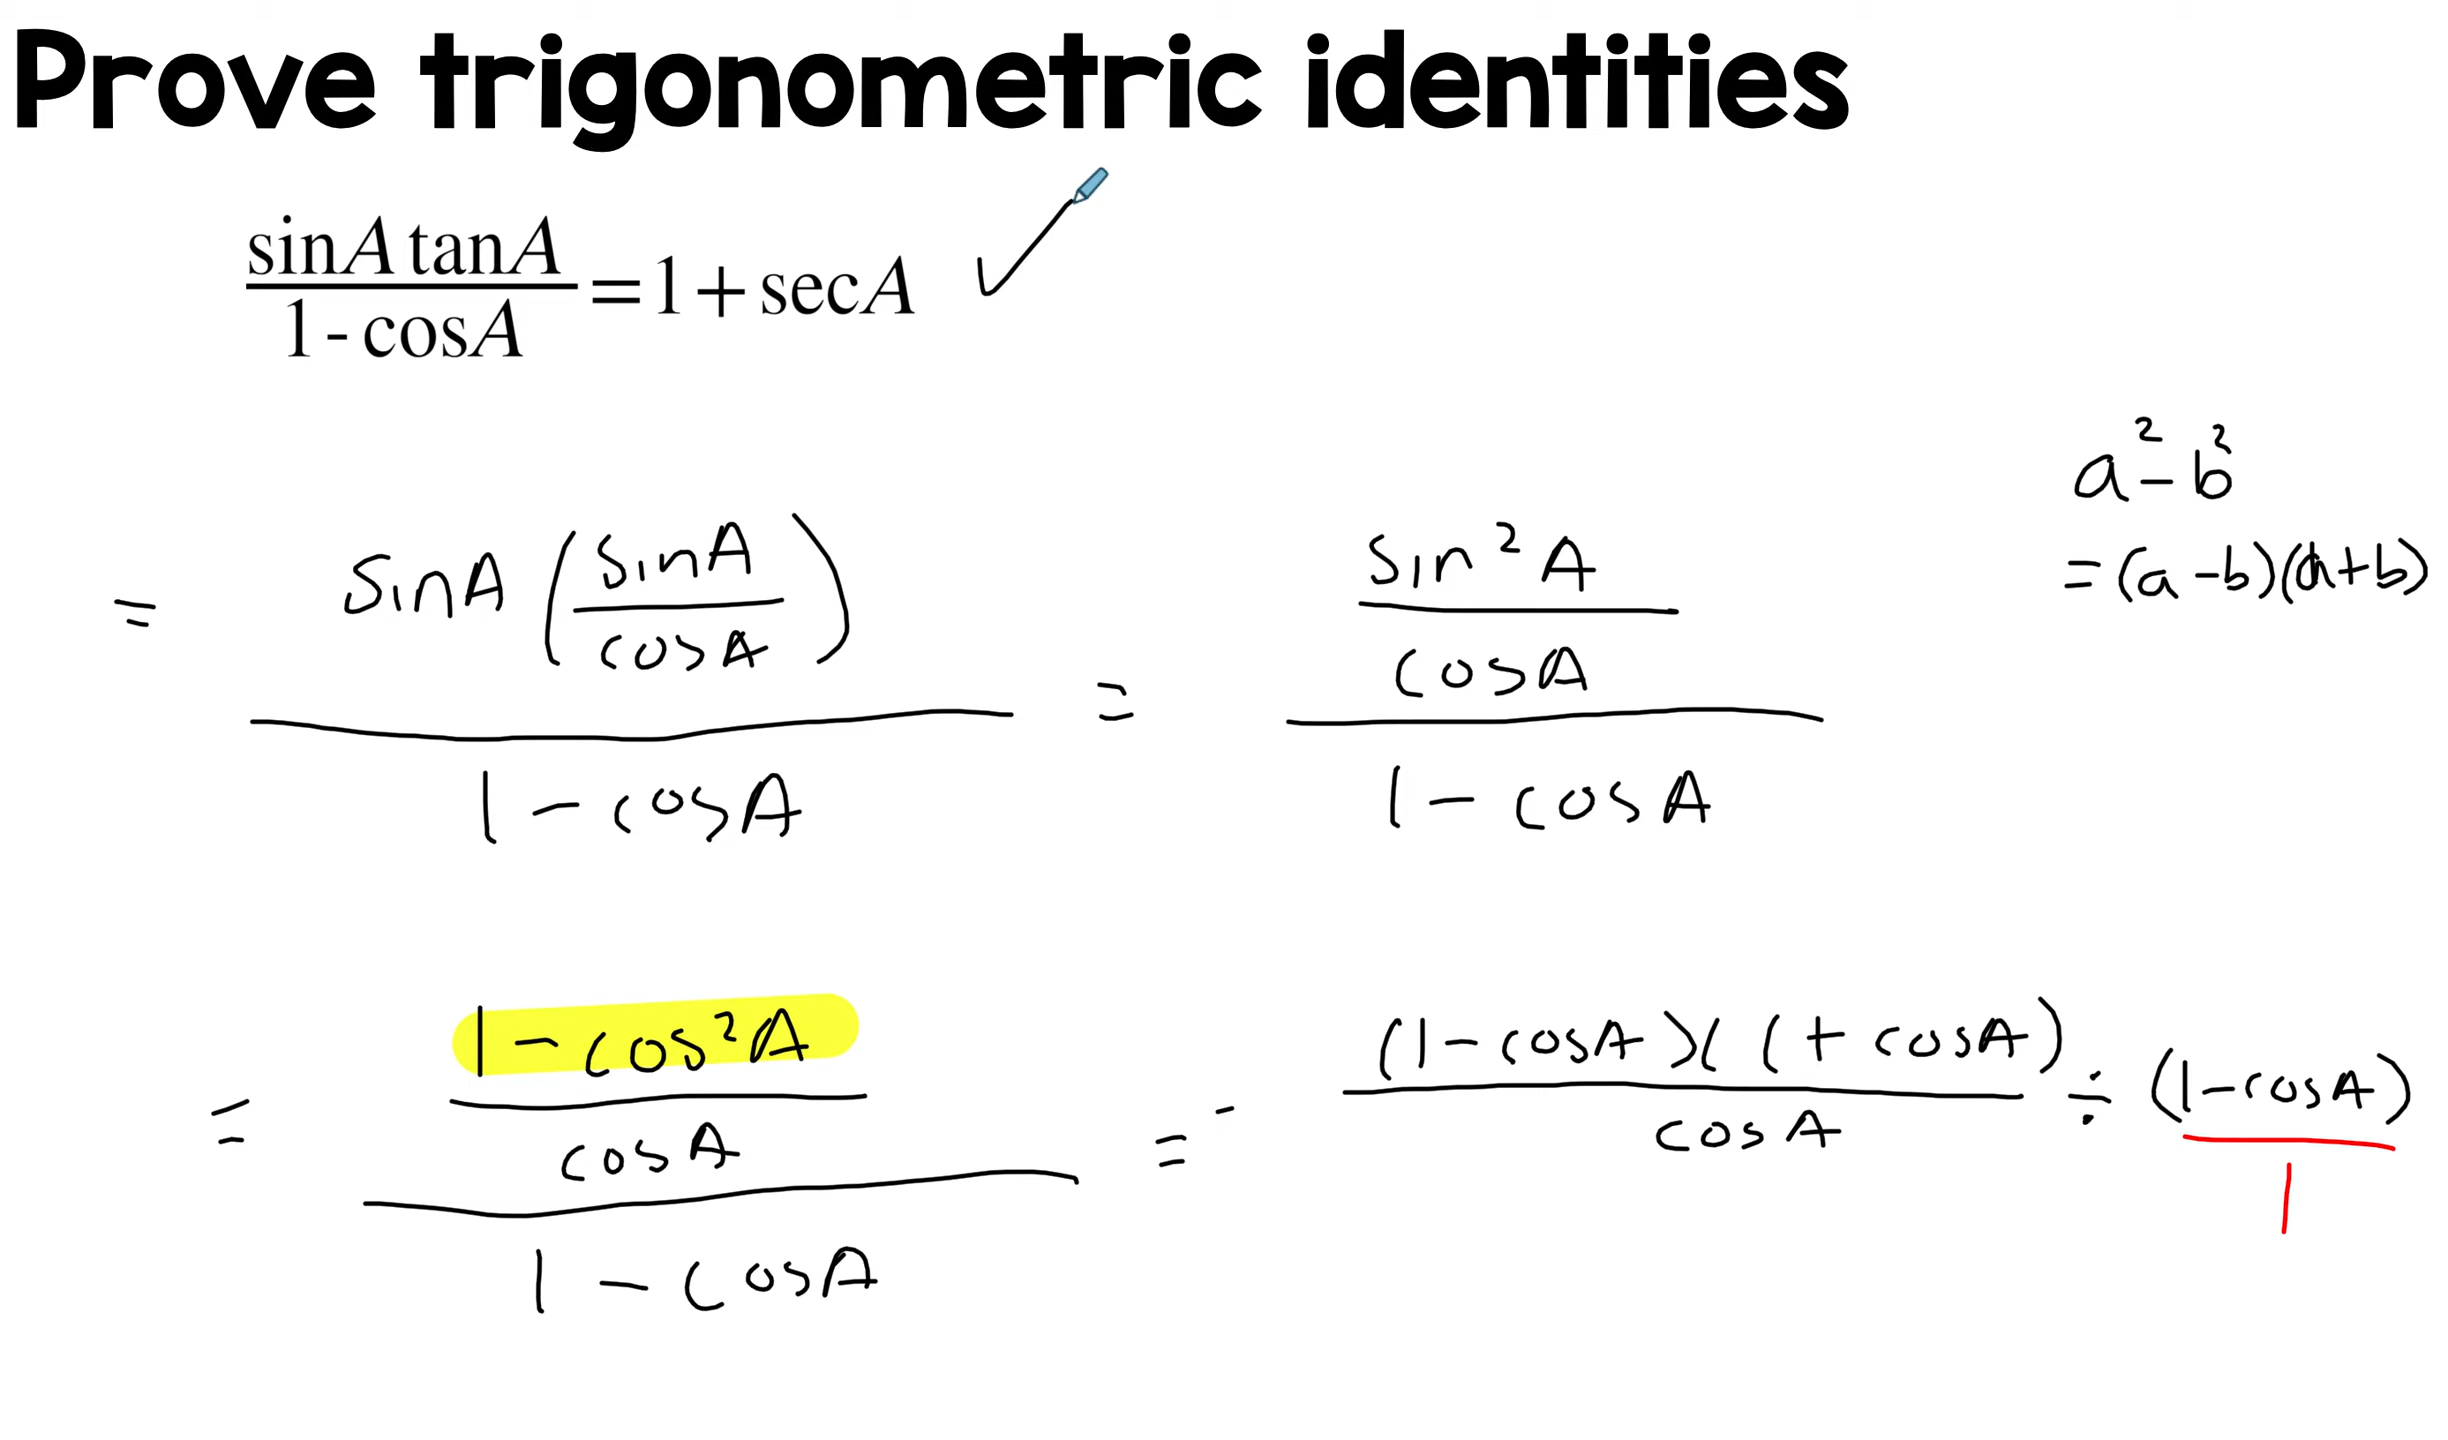 Prove trigonometric identities
sinA tanA
1 - cosA
=1+secA
a² - b²
= (a - b)(a + b)
= sinA ( sinA
cosA )
1 - cosA
= sin²A
cosA
1 - cosA
= 1 - cos²A
cosA
1 - cosA
= (1 - cosA)(1 + cosA)
cosA
÷ (1 - cosA)
1